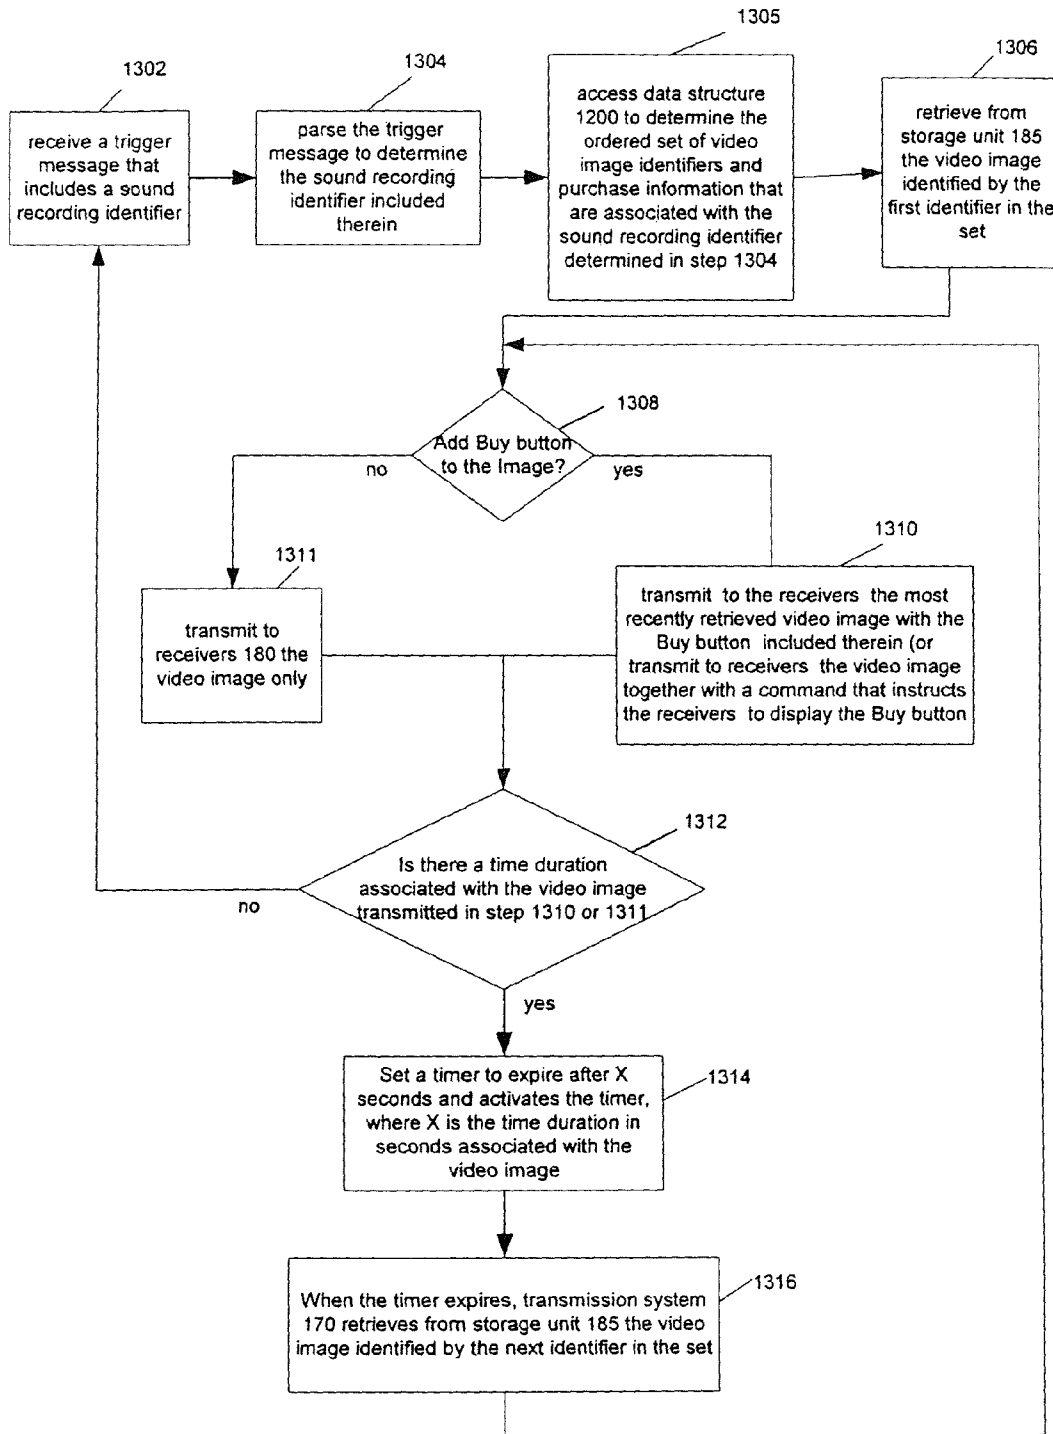 1302
receive a trigger
message that
includes a sound
recording identifier
1304
parse the trigger
message to determine
the sound recording
identifier included
therein
1305
access data structure
1200 to determine the
ordered set of video
image identifiers and
purchase information that
are associated with the
sound recording identifier
determined in step 1304
1306
retrieve from
storage unit 185
the video image
identified by the
first identifier in the
set
1308
Add Buy button
to the Image?
no
yes
1311
transmit to
receivers 180 the
video image only
1310
transmit to the receivers the most
recently retrieved video image with the
Buy button included therein (or
transmit to receivers the video image
together with a command that instructs
the receivers to display the Buy button
1312
Is there a time duration
associated with the video image
transmitted in step 1310 or 1311
no
yes
1314
Set a timer to expire after X
seconds and activates the timer,
where X is the time duration in
seconds associated with the
video image
1316
When the timer expires, transmission system
170 retrieves from storage unit 185 the video
image identified by the next identifier in the set